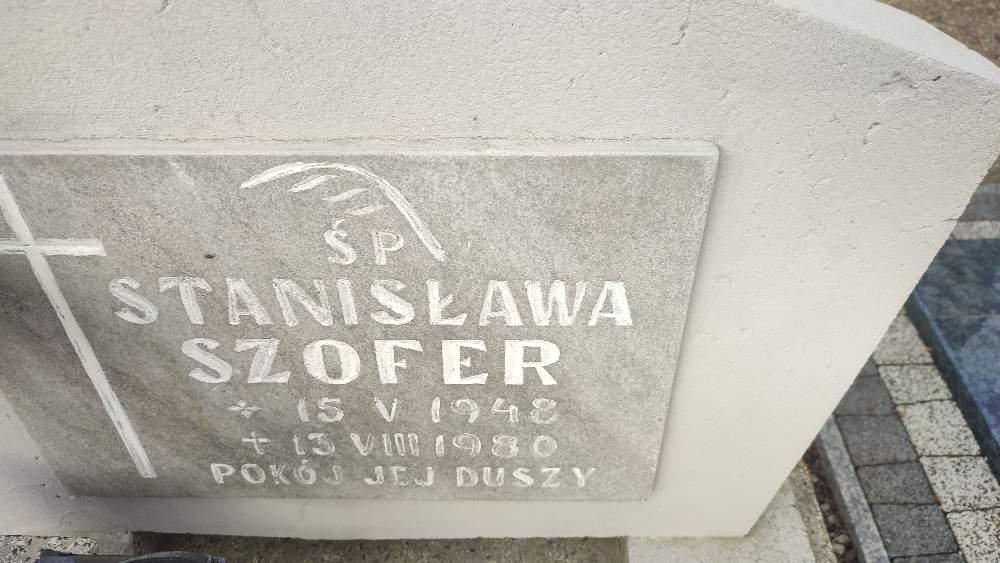 ŚP
STANISŁAWA
SZOFER
* 15 V 1948
+ 13 VIII 1980
POKÓJ JEJ DUSZY